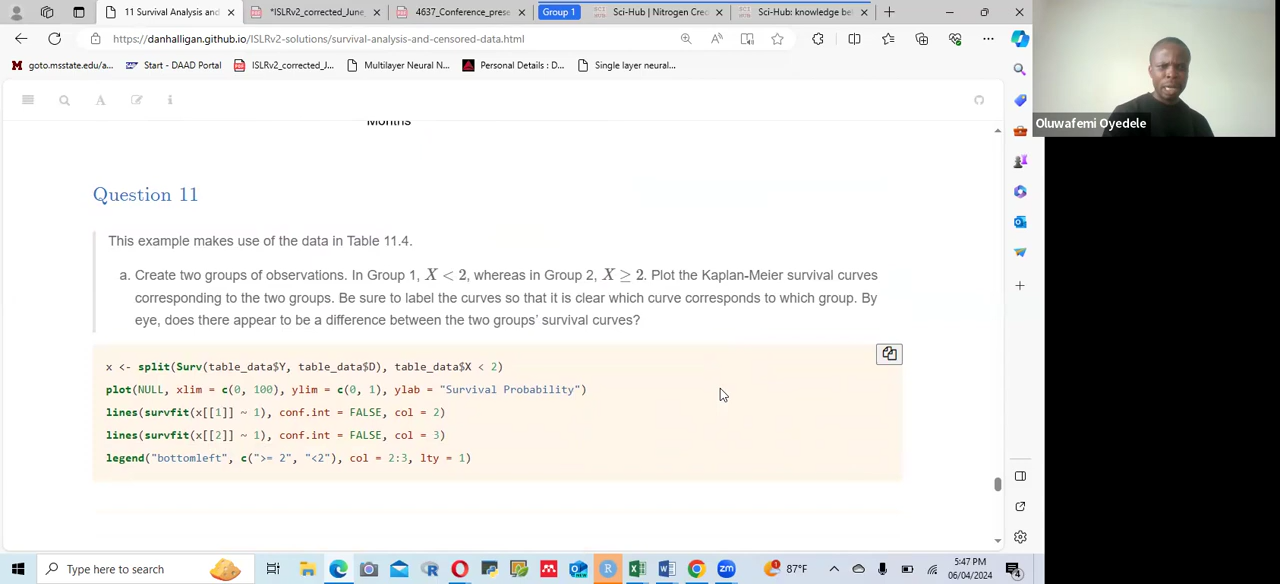 11 Survival Analysis and
*ISLRv2_corrected_June_
4637_Conference_prese
Group 1
Sci-Hub | Nitrogen Cre
Sci-Hub: knowledge be
https://danhalligan.github.io/ISLRv2-solutions/survival-analysis-and-censored-data.html
goto.msstate.edu/a...
Start - DAAD Portal
ISLRv2_corrected_J...
Multilayer Neural N...
Personal Details : D...
Single layer neural...
Oluwafemi Oyedele
Months
Question 11
This example makes use of the data in Table 11.4.
a. Create two groups of observations. In Group 1, X < 2, whereas in Group 2, X ≥ 2. Plot the Kaplan-Meier survival curves
corresponding to the two groups. Be sure to label the curves so that it is clear which curve corresponds to which group. By
eye, does there appear to be a difference between the two groups' survival curves?
x <- split(Surv(table_data$Y, table_data$D), table_data$X < 2)
plot(NULL, xlim = c(0, 100), ylim = c(0, 1), ylab = "Survival Probability")
lines(survfit(x[[1]] ~ 1), conf.int = FALSE, col = 2)
lines(survfit(x[[2]] ~ 1), conf.int = FALSE, col = 3)
legend("bottomleft", c(">= 2", "<2"), col = 2:3, lty = 1)
Type here to search
87°F
5:47 PM
06/04/2024